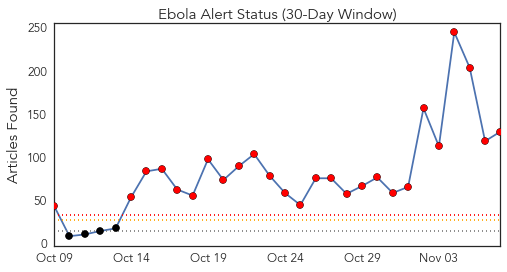 Ebola Alert Status (30-Day Window)
Articles Found
250
200
150
100
50
0
Oct 09 Oct 14 Oct 19 Oct 24 Oct 29 Nov 03